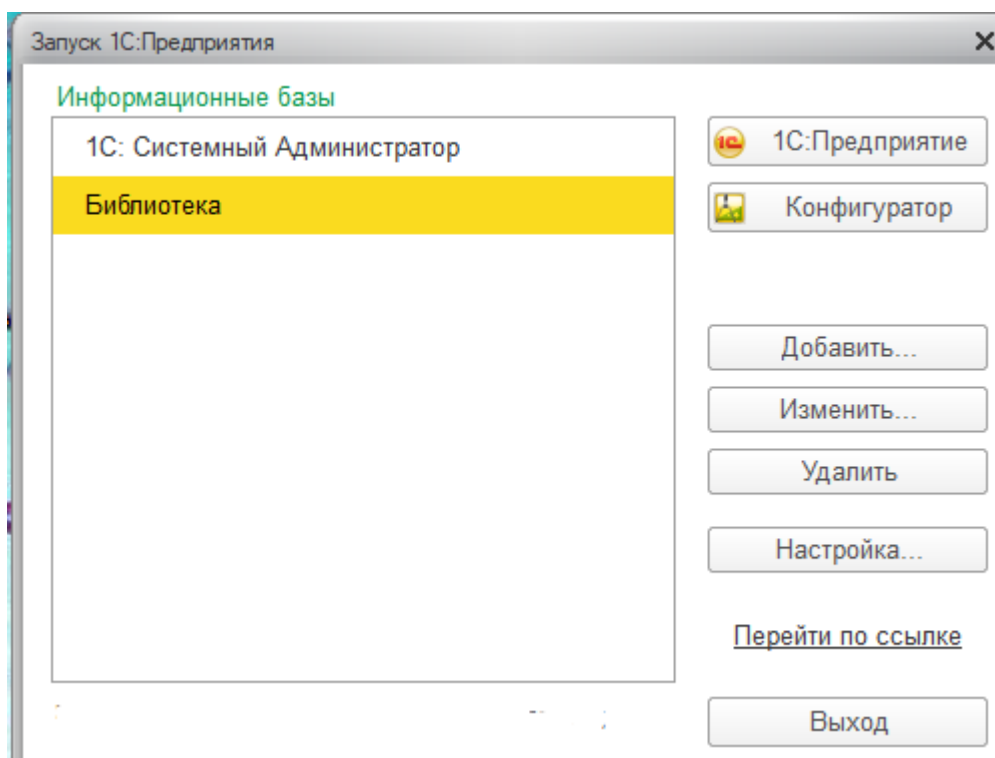 Запуск 1С:Предприятия
Информационные базы
1С: Системный Администратор
Библиотека
1С:Предприятие
Конфигуратор
Добавить...
Изменить...
Удалить
Настройка...
Перейти по ссылке
Выход